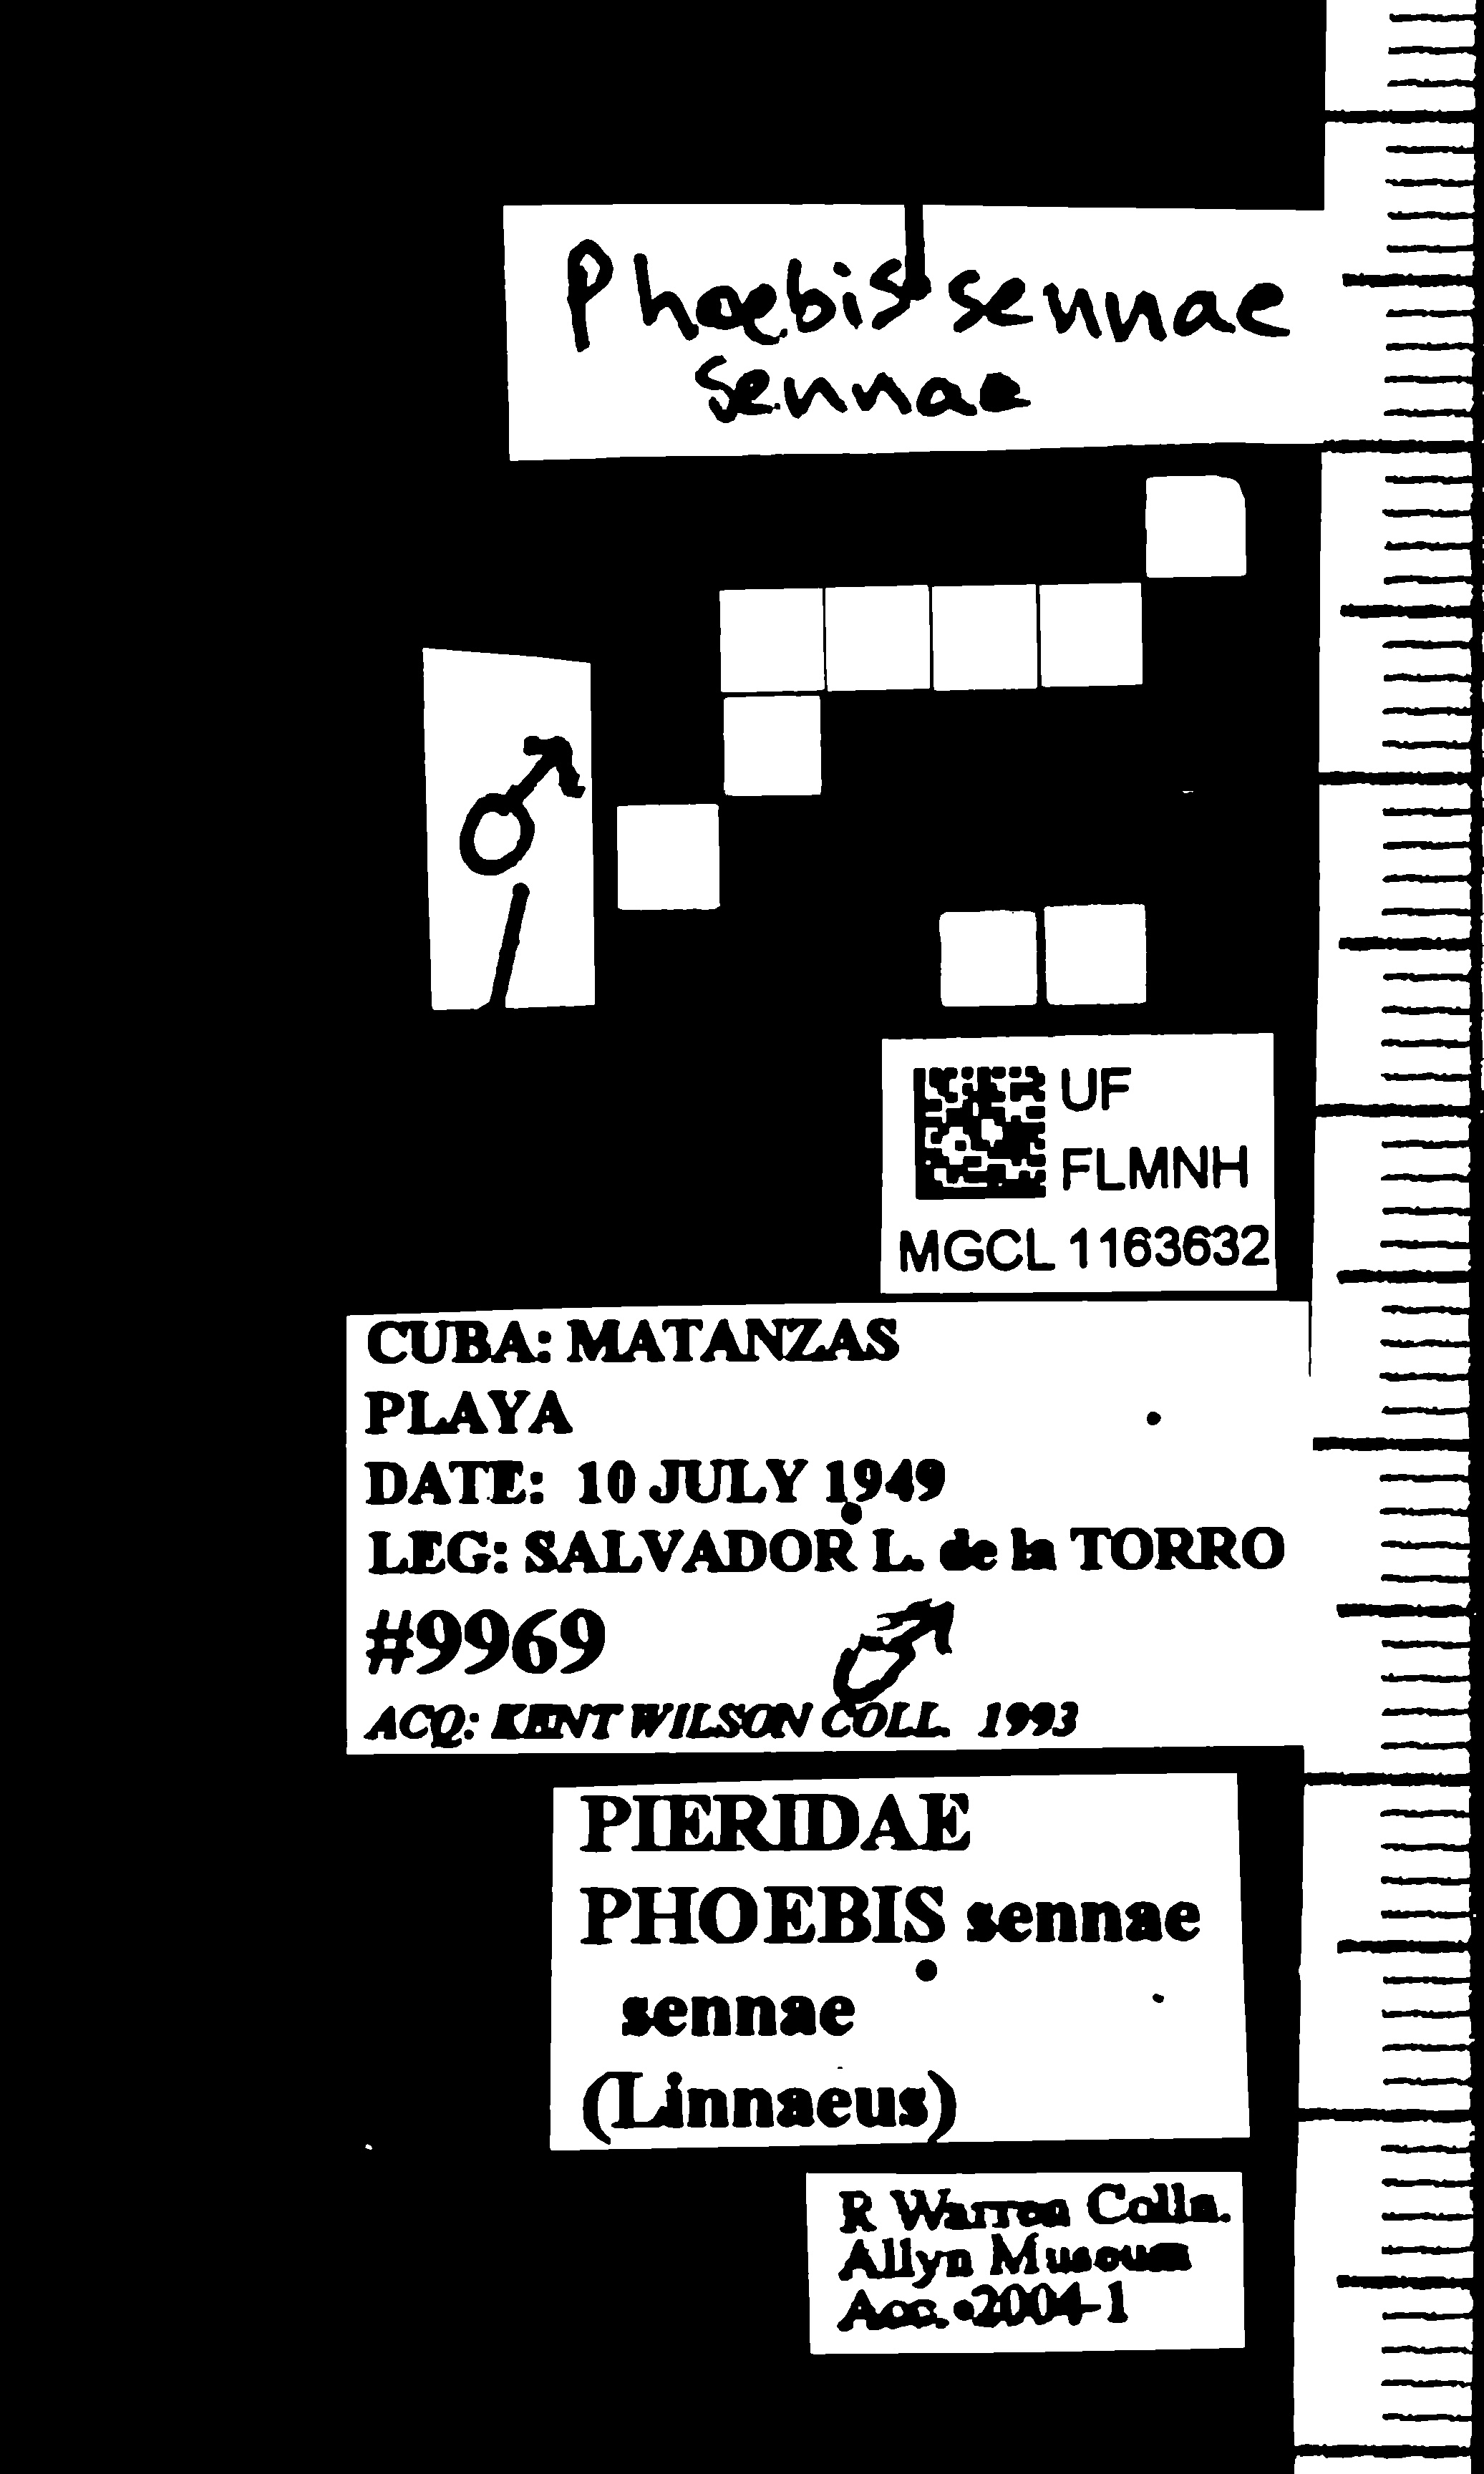 Phoebis sennae
sennae
♂
UF
FLMNH
MGCL 1163632
CUBA: MATANZAS
PLAYA
DATE: 10 JULY 1949
LEG: SALVADOR L. de la TORRO
#9969 ♂
ACQ: KENT WILSON COLL. 1993
PIERIDAE
PHOEBIS sennae
sennae
(Linnaeus)
R Warren Colln.
Allyn Museum
Acc. 2004-1